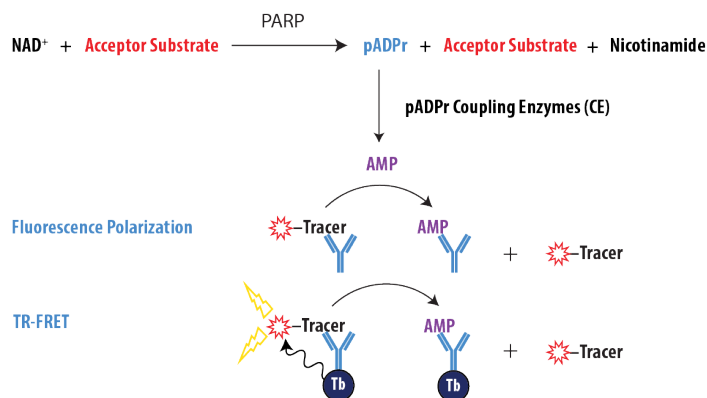 PARP
NAD⁺ + Acceptor Substrate pADPr + Acceptor Substrate + Nicotinamide
pADPr Coupling Enzymes (CE)
AMP
Fluorescence Polarization –Tracer AMP + –Tracer
TR-FRET –Tracer AMP + –Tracer
Tb Tb